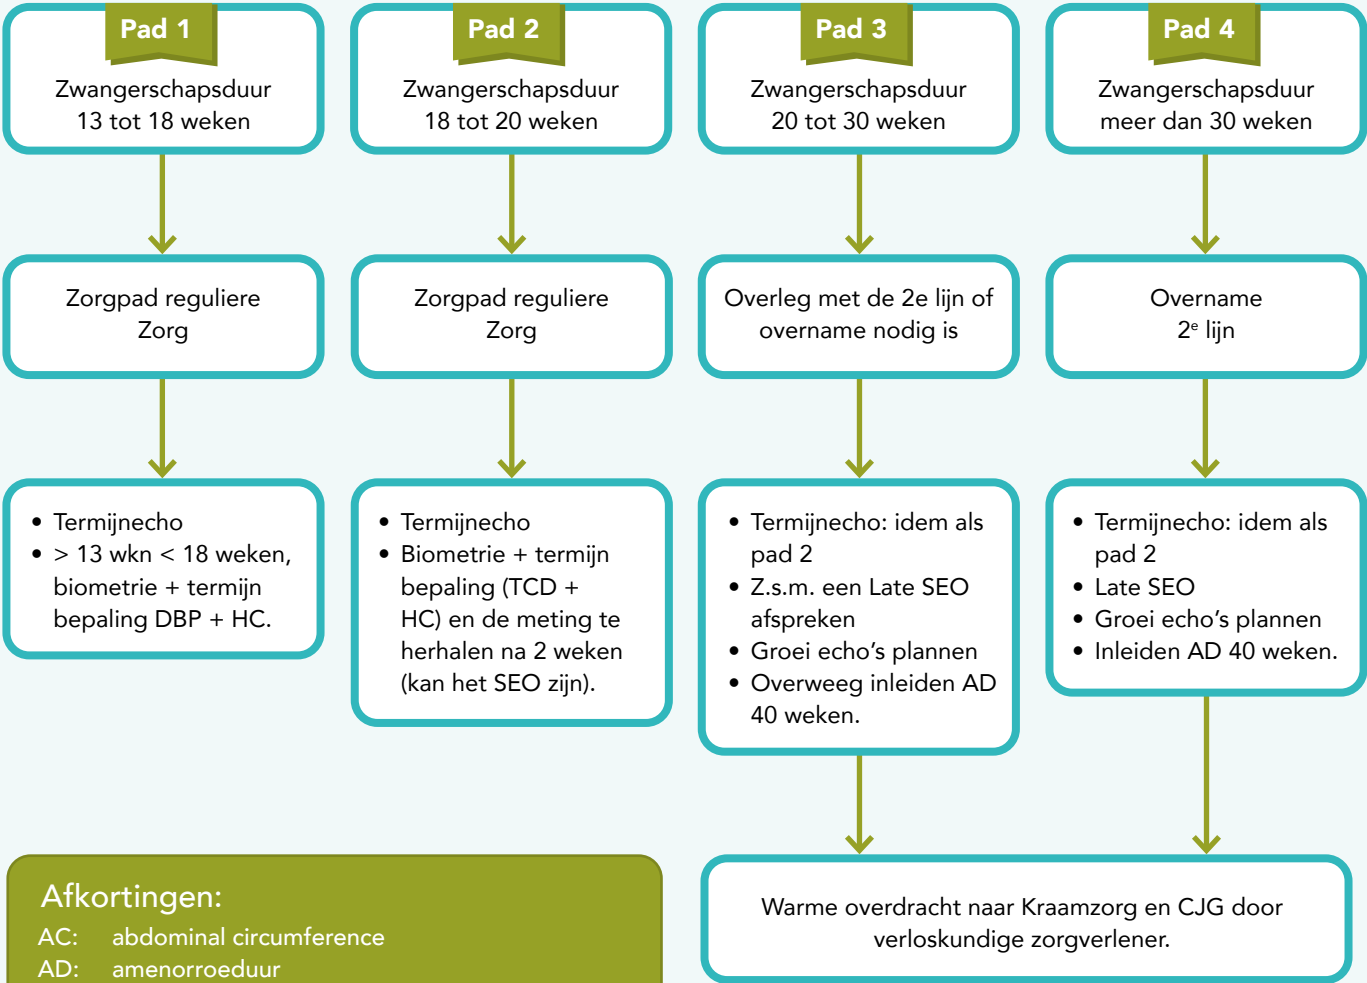 Pad 1
Zwangerschapsduur
13 tot 18 weken
Zorgpad reguliere
Zorg
• Termijnecho
• > 13 wkn < 18 weken,
biometrie + termijn
bepaling DBP + HC.
Pad 2
Zwangerschapsduur
18 tot 20 weken
Zorgpad reguliere
Zorg
• Termijnecho
• Biometrie + termijn
bepaling (TCD +
HC) en de meting te
herhalen na 2 weken
(kan het SEO zijn).
Pad 3
Zwangerschapsduur
20 tot 30 weken
Overleg met de 2e lijn of
overname nodig is
• Termijnecho: idem als
pad 2
• Z.s.m. een Late SEO
afspreken
• Groei echo's plannen
• Overweeg inleiden AD
40 weken.
Pad 4
Zwangerschapsduur
meer dan 30 weken
Overname
2ᵉ lijn
• Termijnecho: idem als
pad 2
• Late SEO
• Groei echo's plannen
• Inleiden AD 40 weken.
Warme overdracht naar Kraamzorg en CJG door
verloskundige zorgverlener.
Afkortingen:
AC: abdominal circumference
AD: amenorroeduur